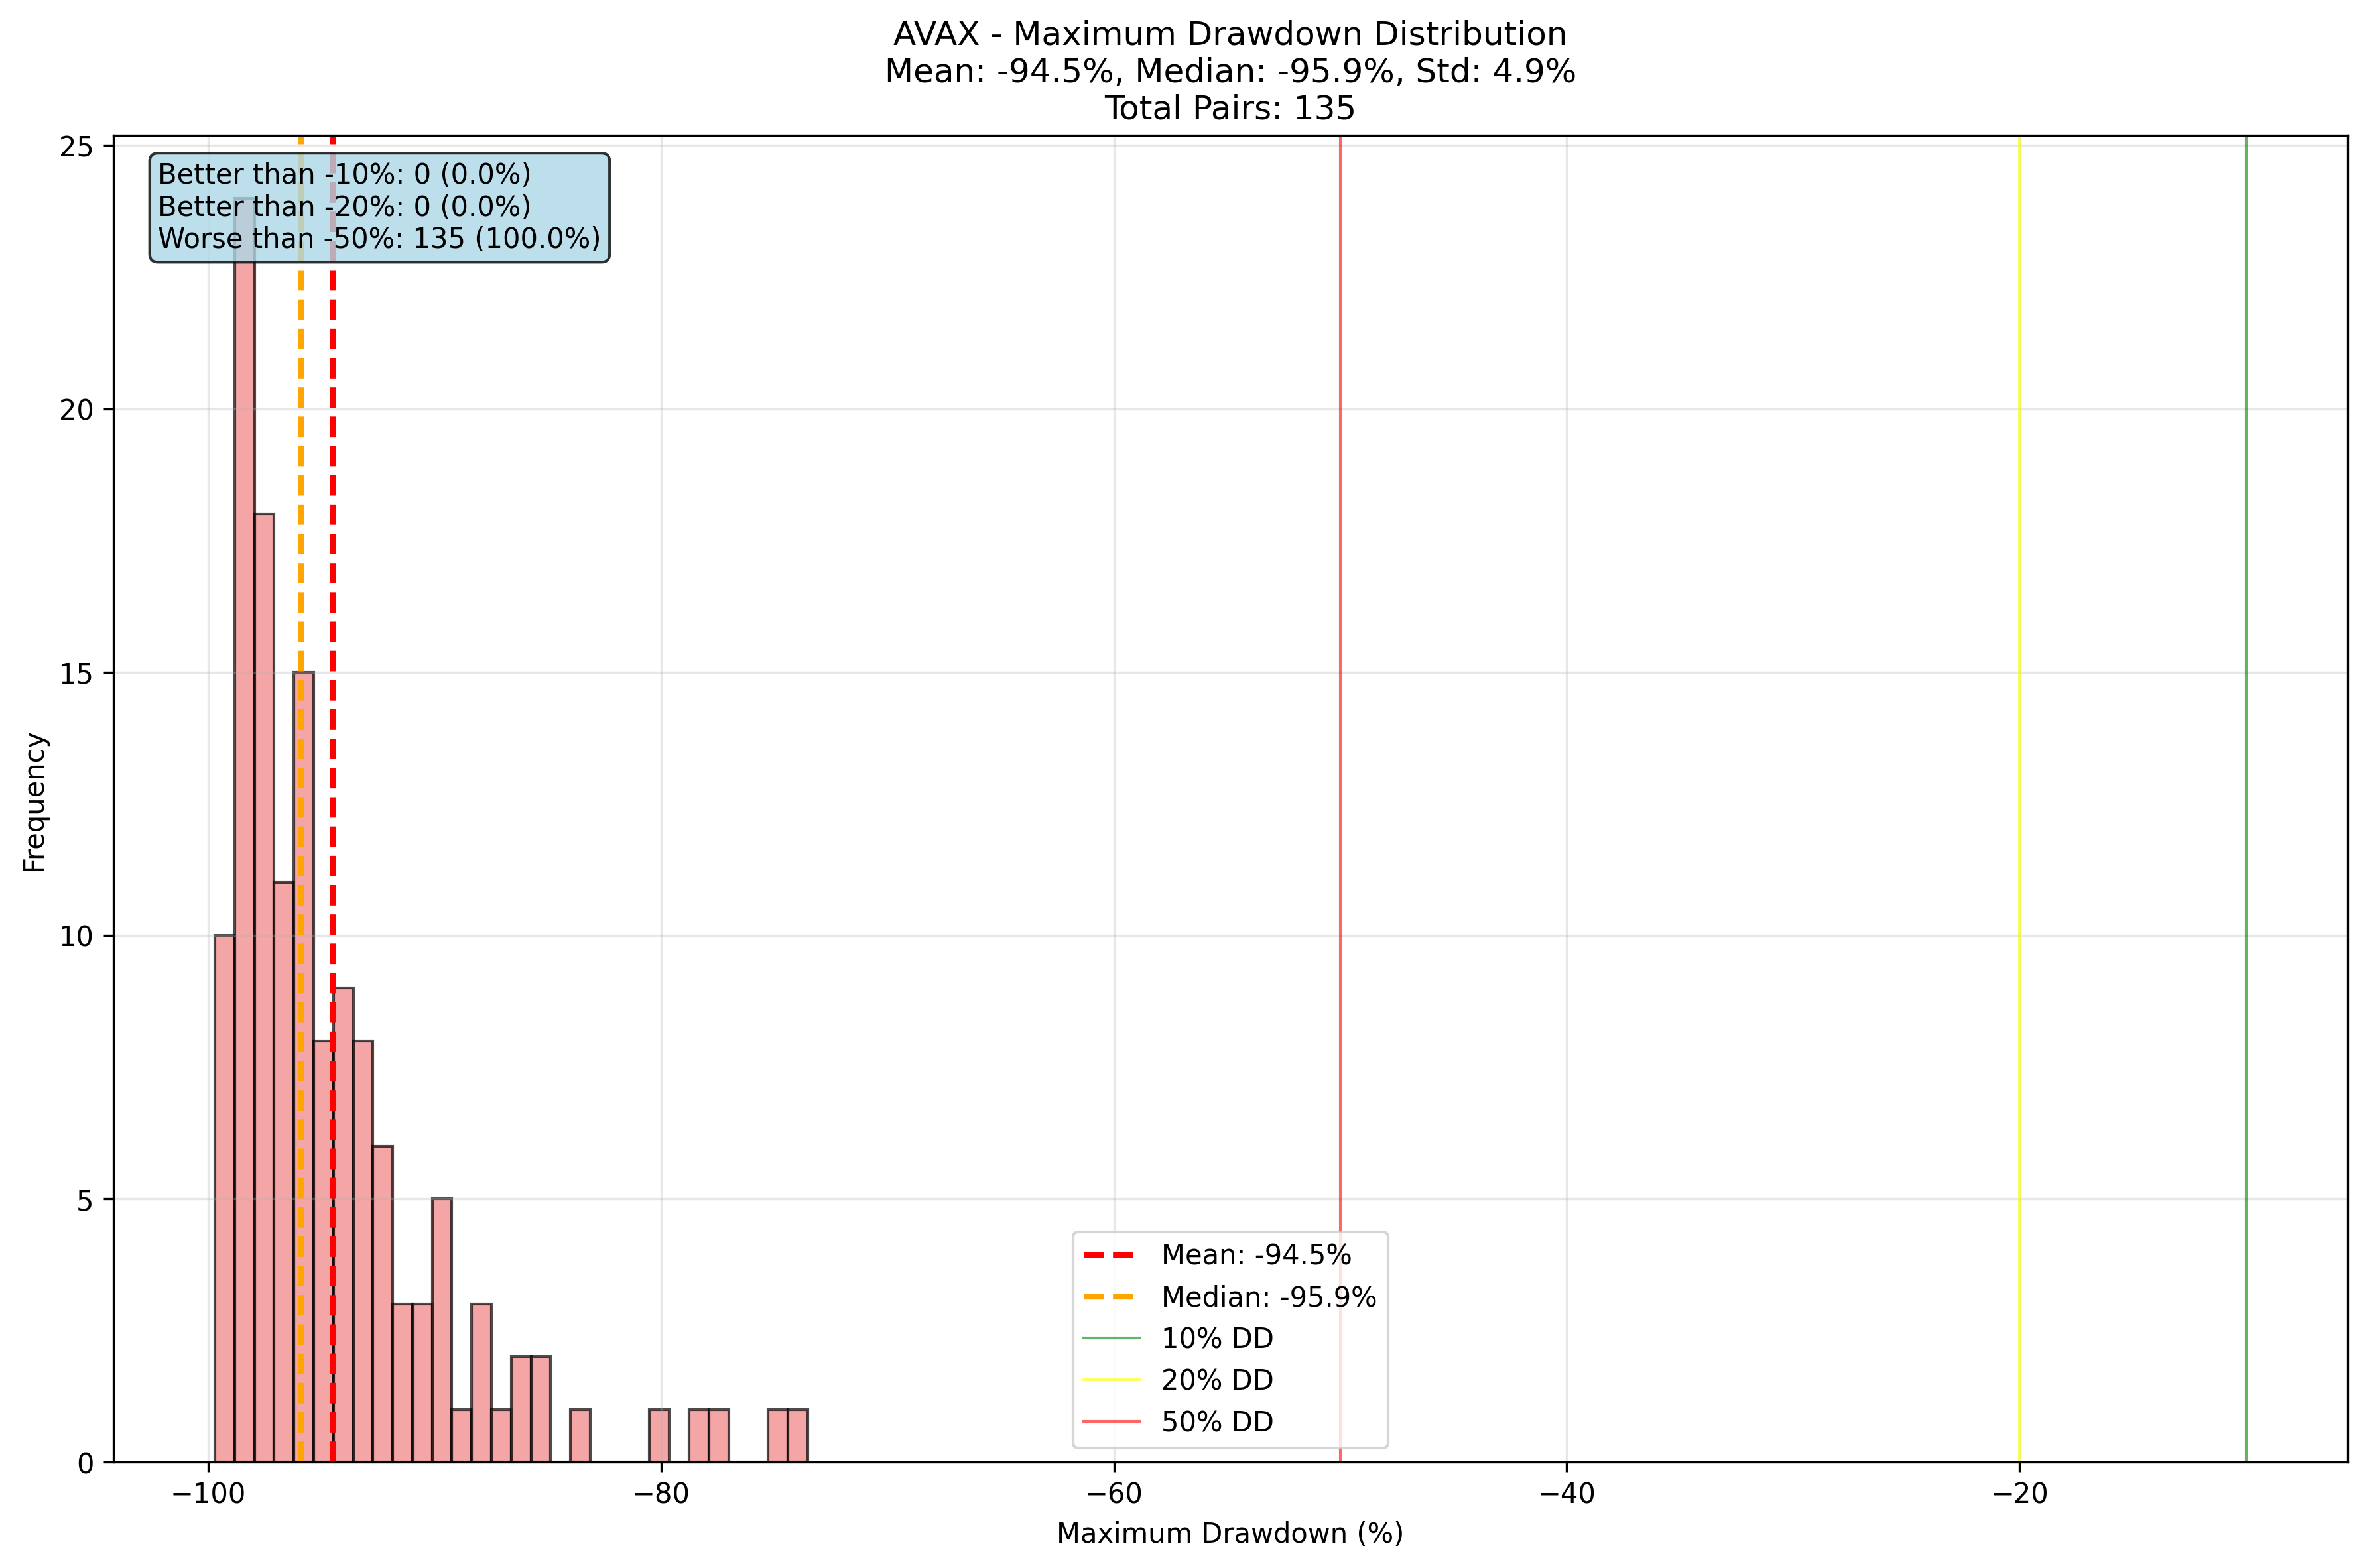 AVAX - Maximum Drawdown Distribution
Mean: -94.5%, Median: -95.9%, Std: 4.9%
Total Pairs: 135
Better than -10%: 0 (0.0%)
Better than -20%: 0 (0.0%)
Worse than -50%: 135 (100.0%)
25
20
15
10
5
0
Frequency
Mean: -94.5%
Median: -95.9%
10% DD
20% DD
50% DD
−100
−80
−60
−40
−20
Maximum Drawdown (%)